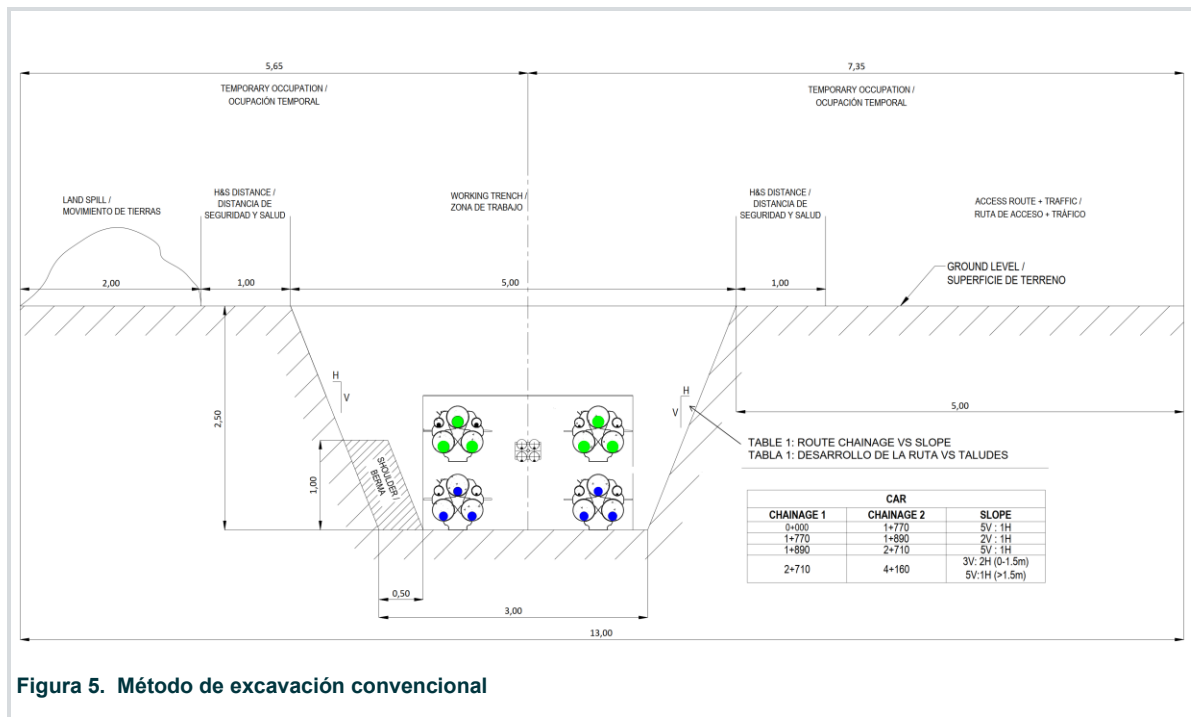 5,65
7,35
TEMPORARY OCCUPATION /
OCUPACIÓN TEMPORAL
TEMPORARY OCCUPATION /
OCUPACIÓN TEMPORAL
LAND SPILL /
MOVIMIENTO DE TIERRAS
H&S DISTANCE /
DISTANCIA DE
SEGURIDAD Y SALUD
WORKING TRENCH /
ZONA DE TRABAJO
H&S DISTANCE /
DISTANCIA DE
SEGURIDAD Y SALUD
ACCESS ROUTE + TRAFFIC /
RUTA DE ACCESO + TRÁFICO
GROUND LEVEL /
SUPERFICIE DE TERRENO
2,00
1,00
5,00
1,00
H
V
H
V
2,50
5,00
1,00
SHOULDER /
BERMA
TABLE 1: ROUTE CHAINAGE VS SLOPE
TABLA 1: DESARROLLO DE LA RUTA VS TALUDES
CAR
CHAINAGE 1 CHAINAGE 2 SLOPE
0+000 1+770 5V : 1H
1+770 1+890 2V : 1H
1+890 2+710 5V : 1H
2+710 4+160 3V: 2H (0-1.5m)
5V:1H (>1.5m)
0,50
3,00
13,00
Figura 5. Método de excavación convencional